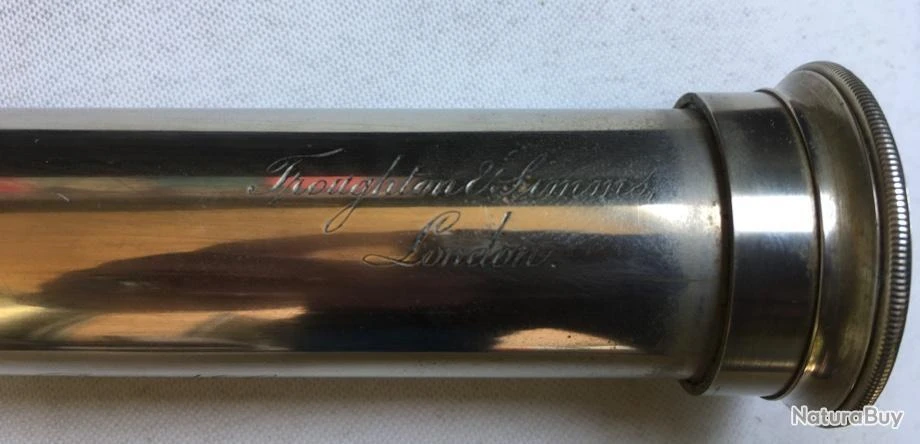 Troughton & Simms,
London.
NaturaBuy